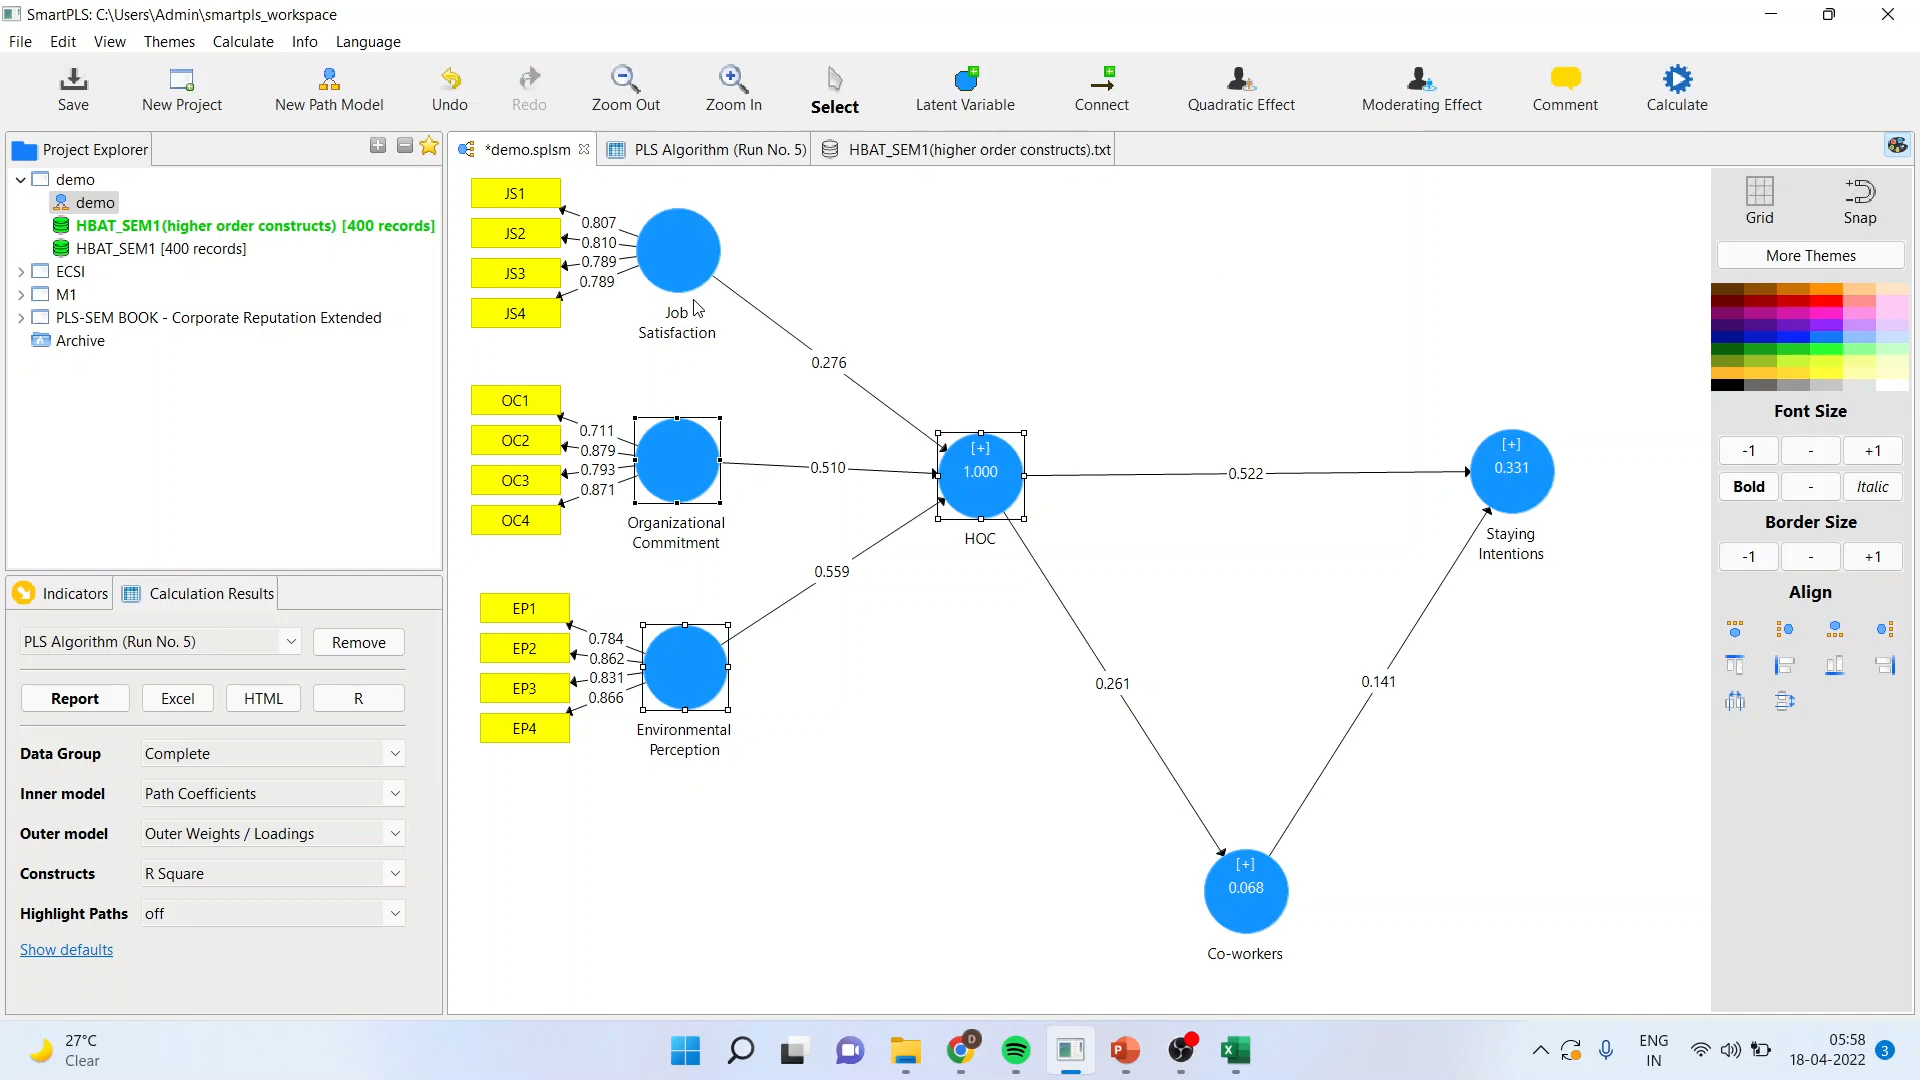 SmartPLS: C:\Users\Admin\smartpls_workspace
File Edit View Themes Calculate Info Language
Save New Project New Path Model Undo Redo Zoom Out Zoom In Select Latent Variable Connect Quadratic Effect Moderating Effect Comment Calculate
Project Explorer
demo
demo
HBAT_SEM1(higher order constructs) [400 records]
HBAT_SEM1 [400 records]
ECSI
M1
PLS-SEM BOOK - Corporate Reputation Extended
Archive
Indicators Calculation Results
PLS Algorithm (Run No. 5) Remove
Report Excel HTML R
Data Group Complete
Inner model Path Coefficients
Outer model Outer Weights / Loadings
Constructs R Square
Highlight Paths off
Show defaults
*demo.splsm PLS Algorithm (Run No. 5) HBAT_SEM1(higher order constructs).txt
JS1
JS2
JS3
JS4
0.807
0.810
0.789
0.789
Job
Satisfaction
0.276
OC1
OC2
OC3
OC4
0.711
0.879
0.793
0.871
Organizational
Commitment
0.510
EP1
EP2
EP3
EP4
0.784
0.862
0.831
0.866
Environmental
Perception
0.559
[+]
1.000
HOC
0.522
[+]
0.331
Staying
Intentions
0.261
0.141
[+]
0.068
Co-workers
Grid Snap
More Themes
Font Size
-1 - +1
Bold - Italic
Border Size
-1 - +1
Align
27°C
Clear
D
ENG
IN
05:58
18-04-2022
3